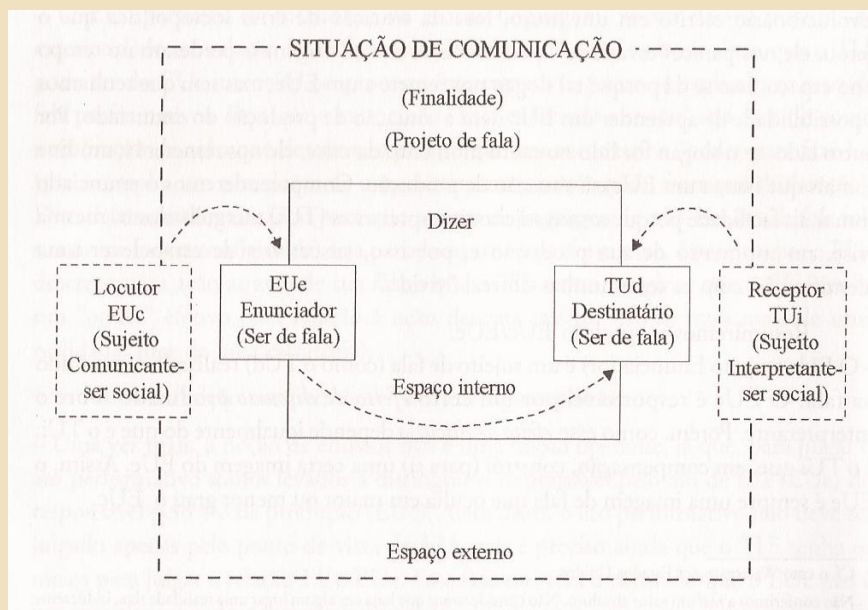 SITUAÇÃO DE COMUNICAÇÃO
(Finalidade)
(Projeto de fala)
Dizer
Locutor
EUc
(Sujeito
Comunicante-
ser social)
EUe
Enunciador
(Ser de fala)
TUd
Destinatário
(Ser de fala)
Receptor
TUi
(Sujeito
Interpretante-
ser social)
Espaço interno
Espaço externo